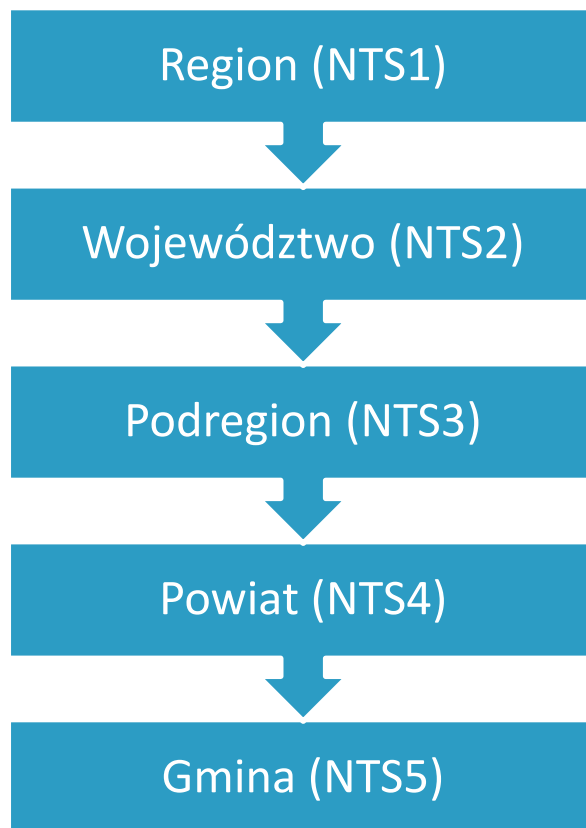 Region (NTS1)
Województwo (NTS2)
Podregion (NTS3)
Powiat (NTS4)
Gmina (NTS5)